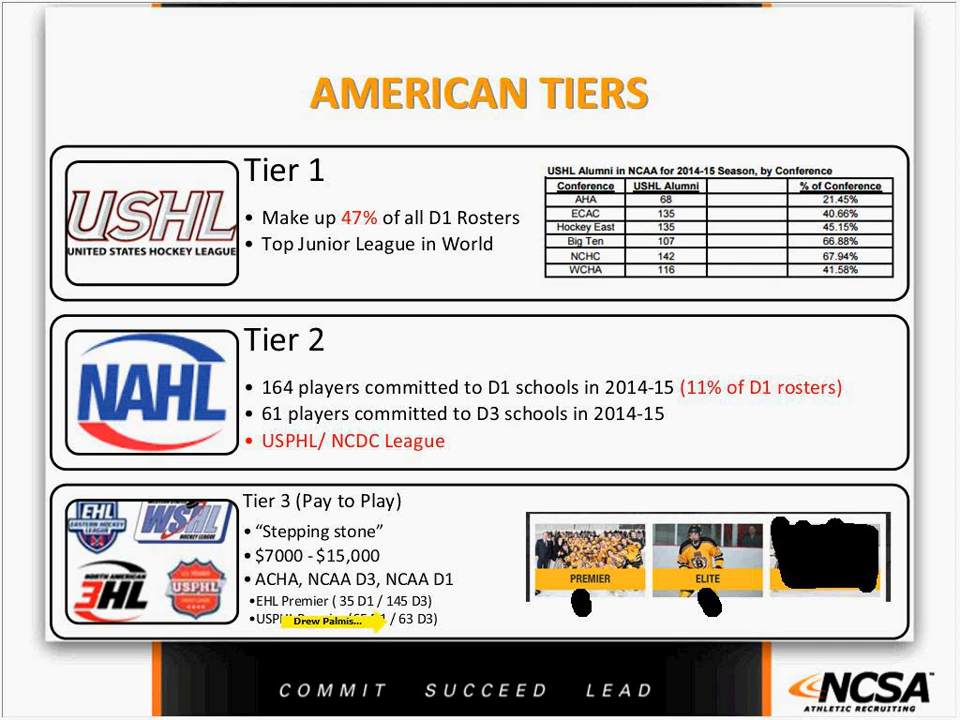 AMERICAN TIERS
USHL
UNITED STATES HOCKEY LEAGUE
Tier 1
• Make up 47% of all D1 Rosters
• Top Junior League in World
USHL Alumni in NCAA for 2014-15 Season, by Conference
Conference USHL Alumni % of Conference
AHA 68 21.45%
ECAC 135 40.66%
Hockey East 135 45.15%
Big Ten 107 66.88%
NCHC 142 67.94%
WCHA 116 41.58%
NAHL
Tier 2
• 164 players committed to D1 schools in 2014-15 (11% of D1 rosters)
• 61 players committed to D3 schools in 2014-15
• USPHL/ NCDC League
EHL
EASTERN HOCKEY
LEAGUE
WSHL
HOCKEY LEAGUE
NORTH AMERICAN
3HL
USPHL
Tier 3 (Pay to Play)
• “Stepping stone”
• $7000 - $15,000
• ACHA, NCAA D3, NCAA D1
•EHL Premier ( 35 D1 / 145 D3)
•USPHL / 63 D3)
Drew Palmis...
PREMIER
ELITE
COMMIT SUCCEED LEAD
NCSA
ATHLETIC RECRUITING